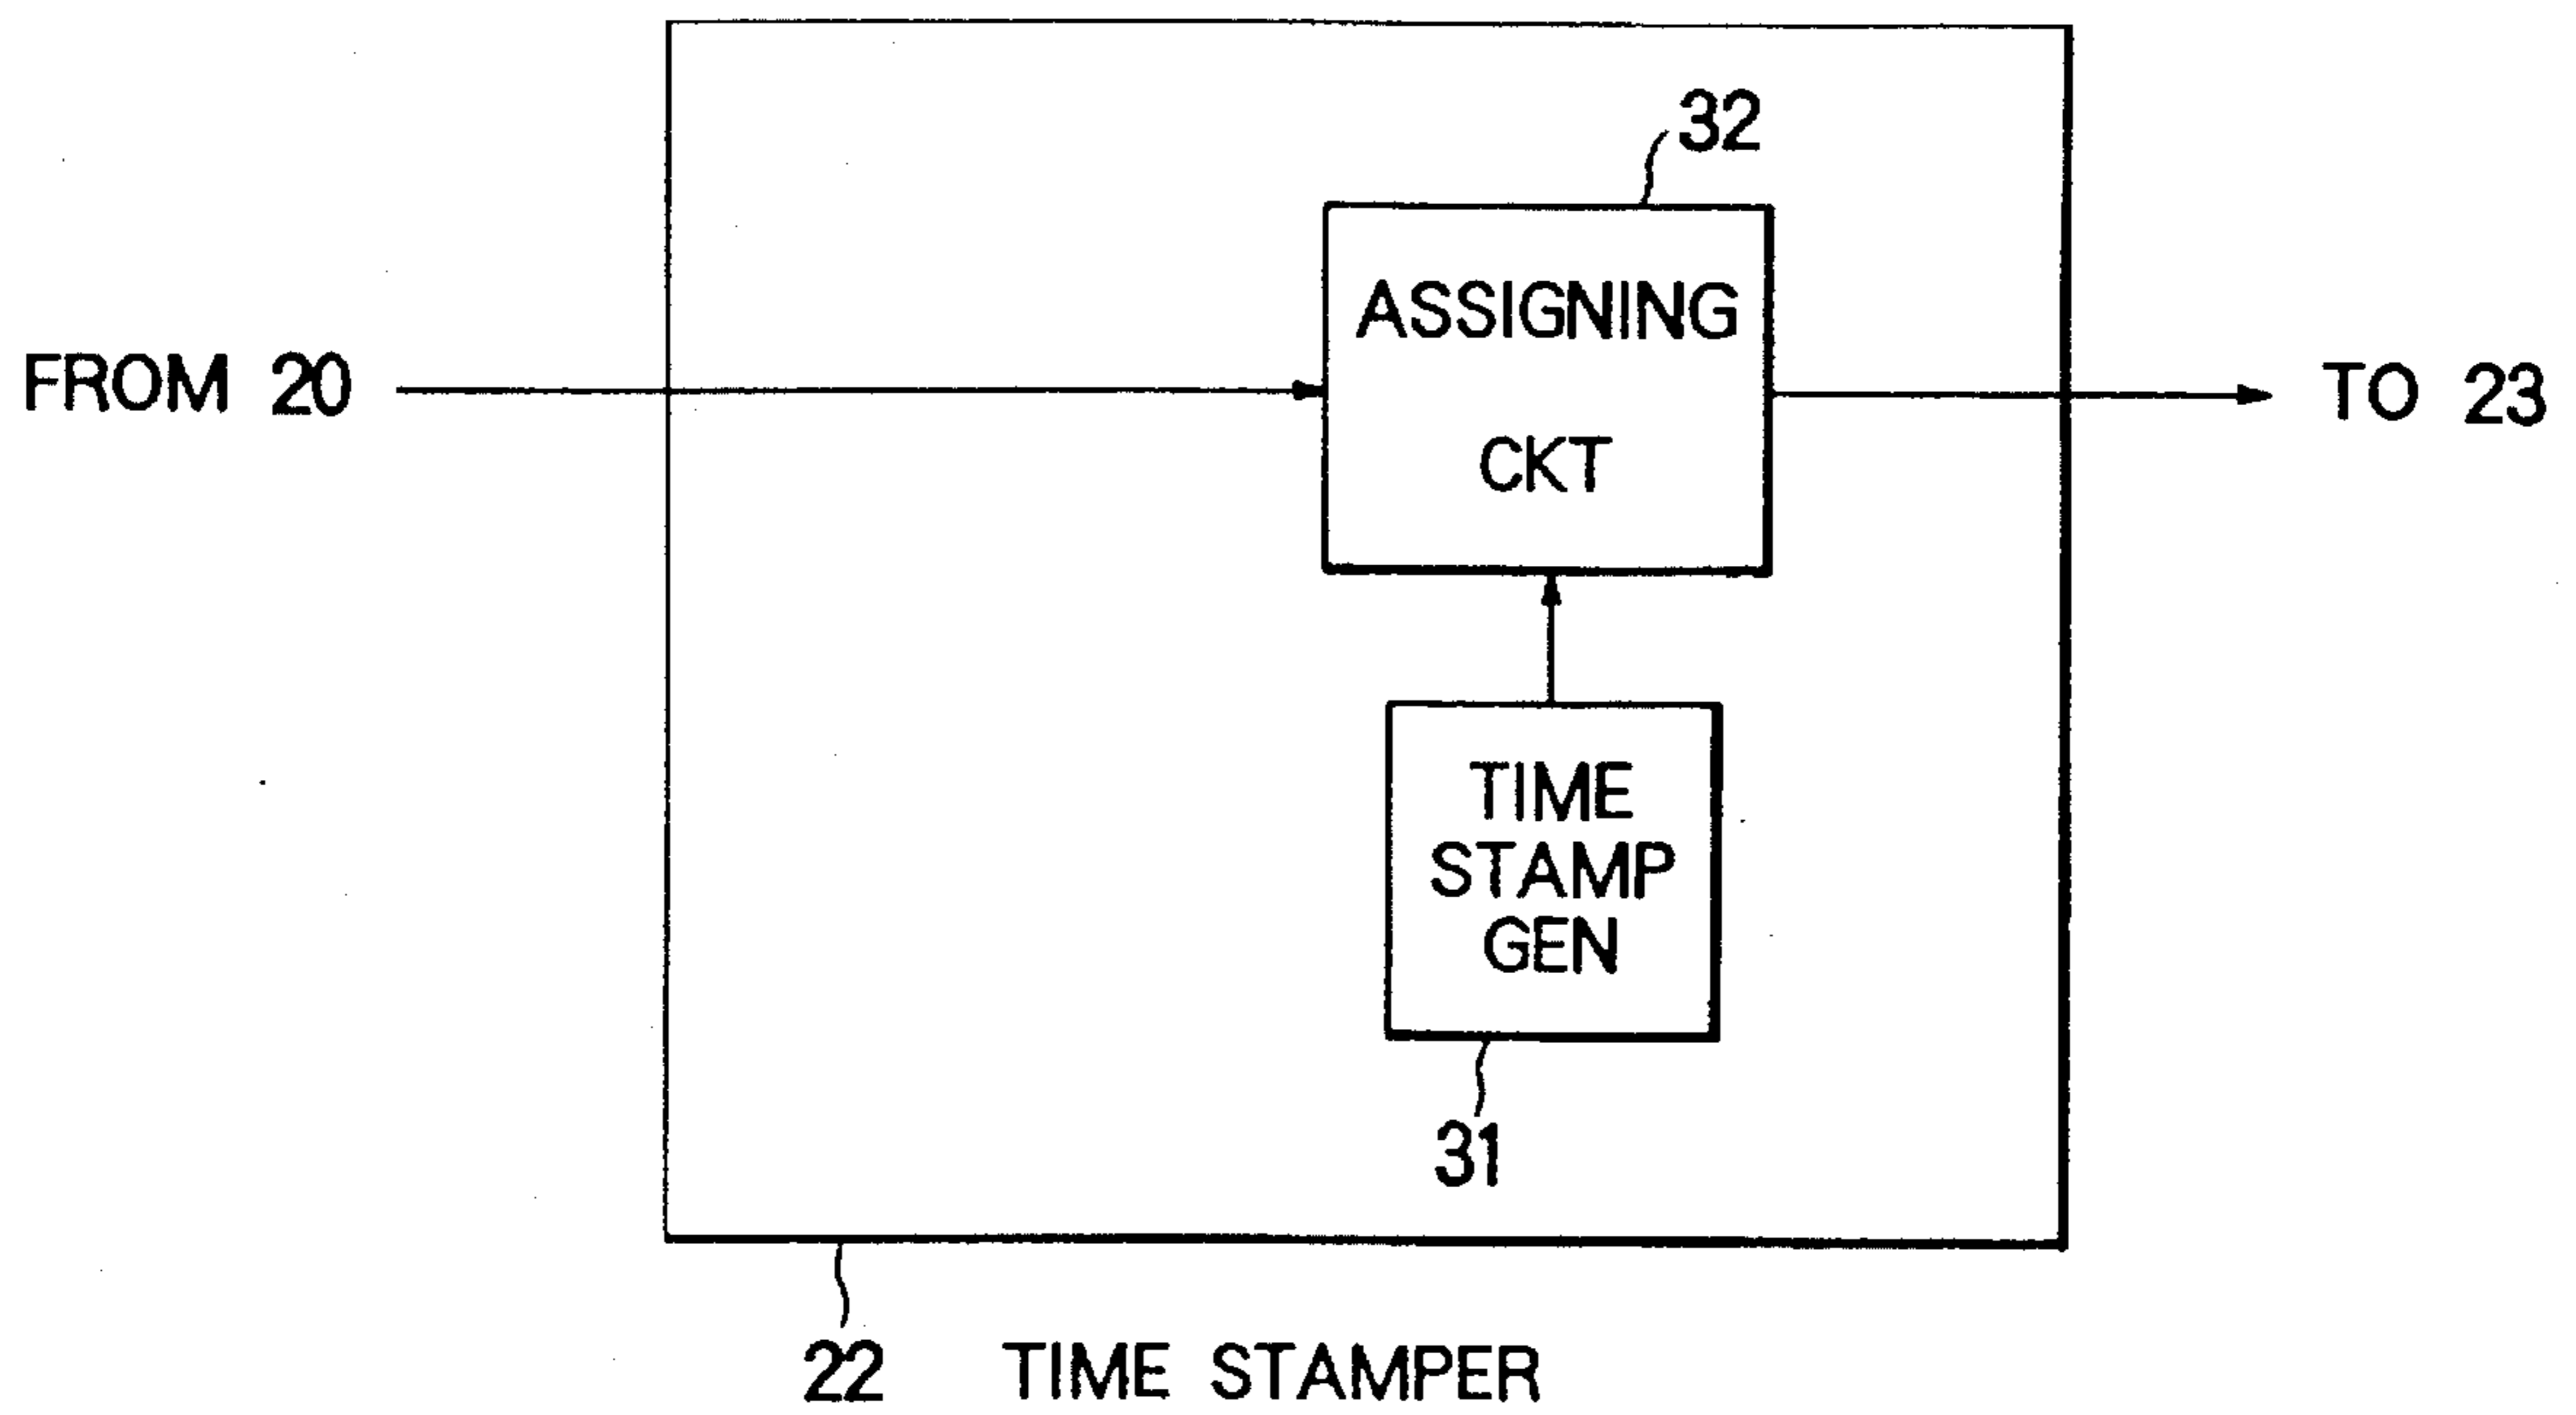 32
ASSIGNING
CKT
FROM 20
TO 23
TIME
STAMP
GEN
31
22 TIME STAMPER